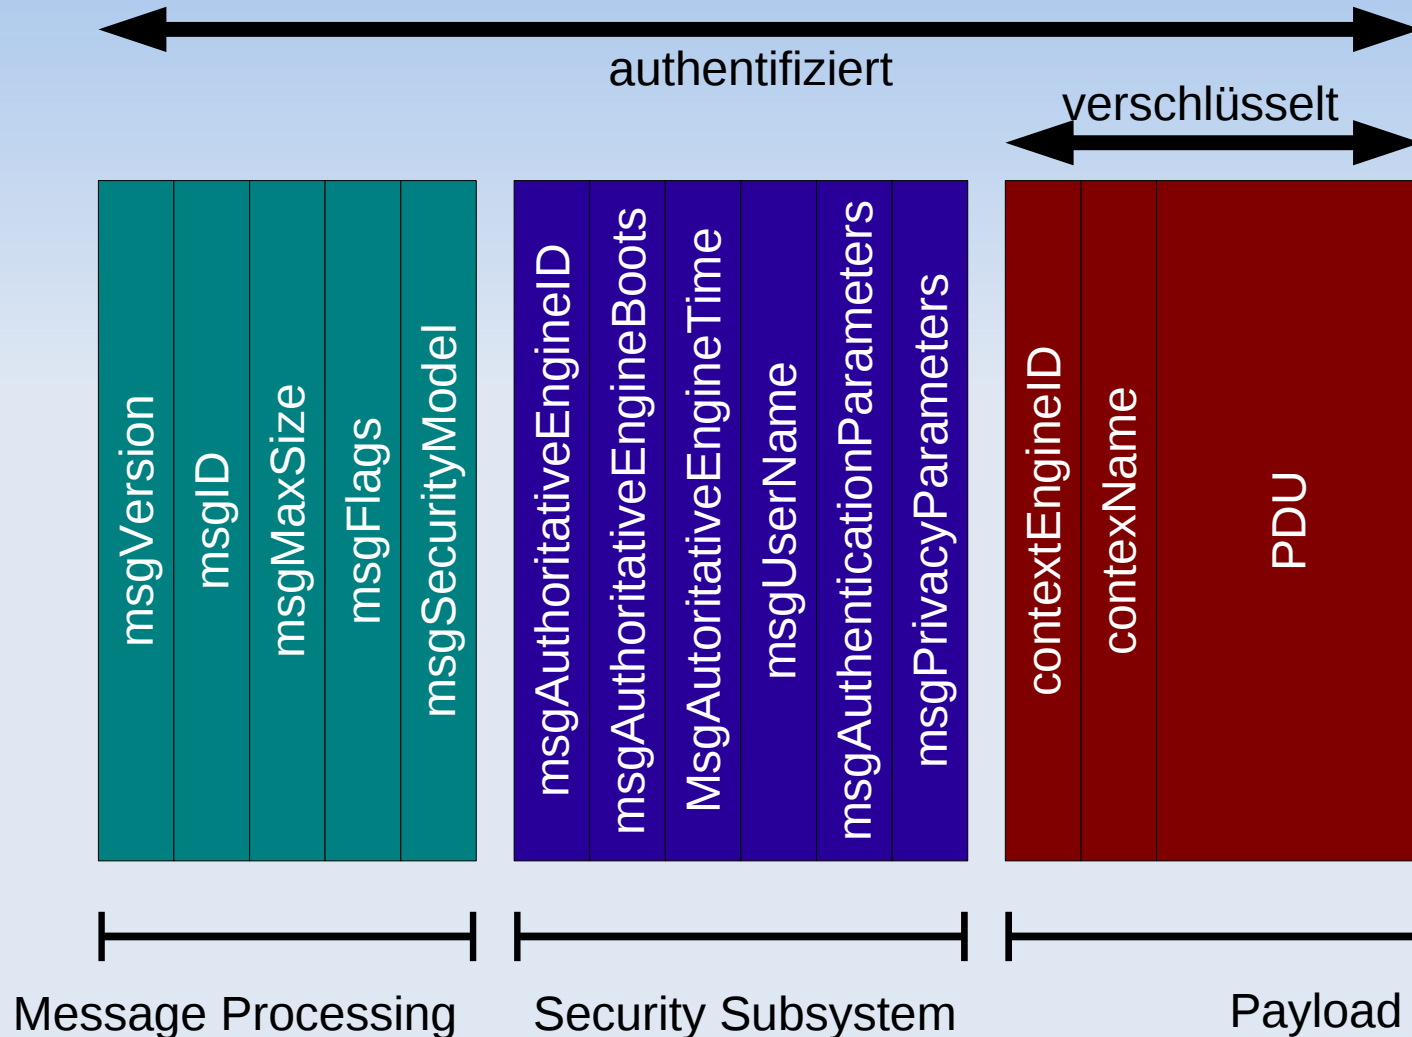 authentifiziert
verschlüsselt
msgVersion
msgID
msgMaxSize
msgFlags
msgSecurityModel
msgAuthoritativeEngineID
msgAuthoritativeEngineBoots
MsgAutoritativeEngineTime
msgUserName
msgAuthenticationParameters
msgPrivacyParameters
contextEngineID
contexName
PDU
Message Processing
Security Subsystem
Payload